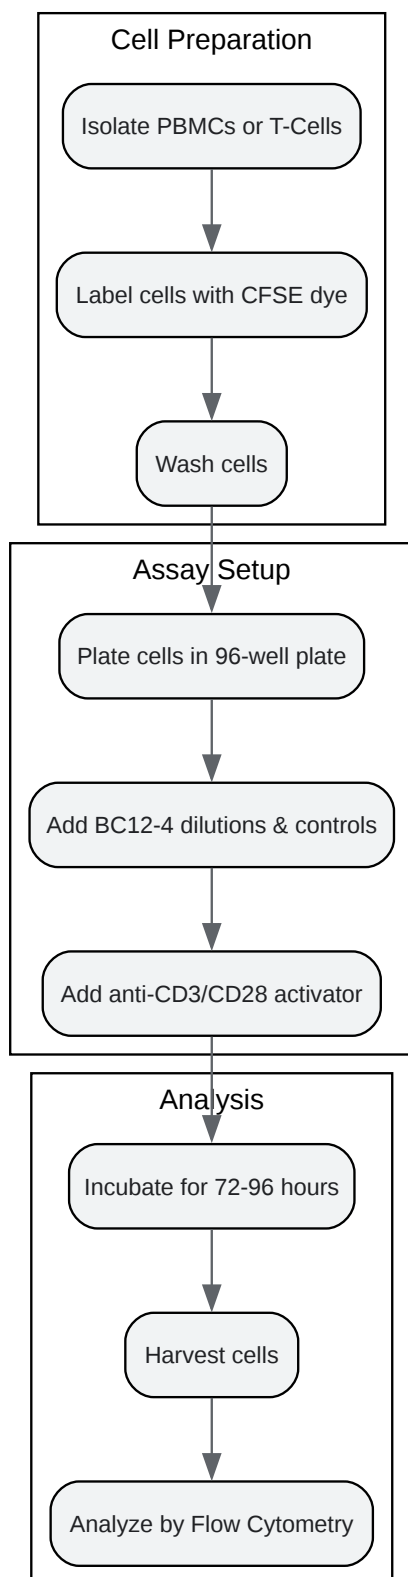 Cell Preparation
Isolate PBMCs or T-Cells
Label cells with CFSE dye
Wash cells
Assay Setup
Plate cells in 96-well plate
Add BC12-4 dilutions & controls
Add anti-CD3/CD28 activator
Analysis
Incubate for 72-96 hours
Harvest cells
Analyze by Flow Cytometry